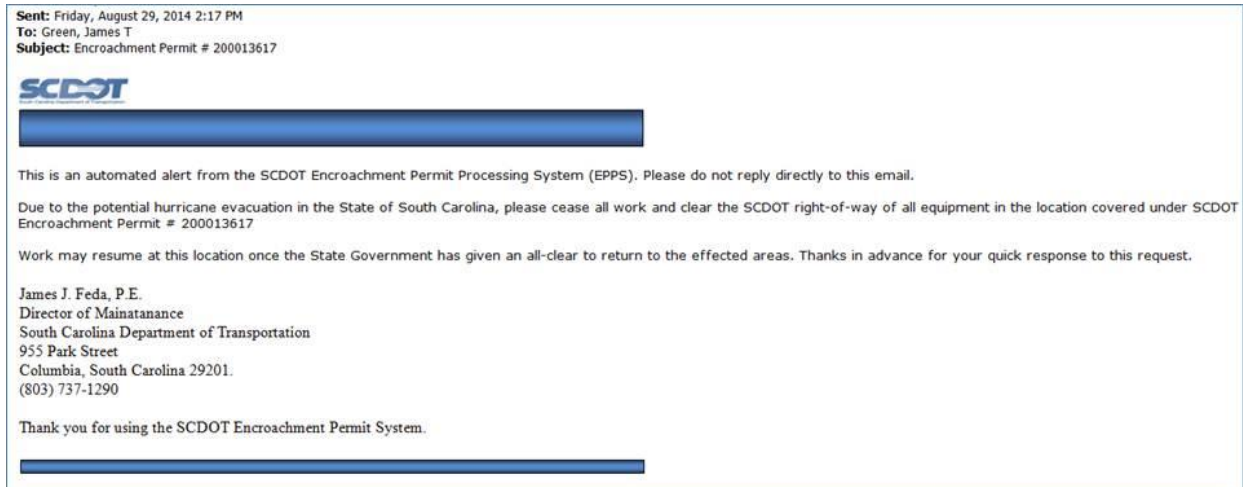 Sent: Friday, August 29, 2014 2:17 PM
To: Green, James T
Subject: Encroachment Permit # 200013617
SCDOT
South Carolina Department of Transportation
This is an automated alert from the SCDOT Encroachment Permit Processing System (EPPS). Please do not reply directly to this email.
Due to the potential hurricane evacuation in the State of South Carolina, please cease all work and clear the SCDOT right-of-way of all equipment in the location covered under SCDOT
Encroachment Permit # 200013617
Work may resume at this location once the State Government has given an all-clear to return to the effected areas. Thanks in advance for your quick response to this request.
James J. Feda, P.E.
Director of Mainatanance
South Carolina Department of Transportation
955 Park Street
Columbia, South Carolina 29201.
(803) 737-1290
Thank you for using the SCDOT Encroachment Permit System.